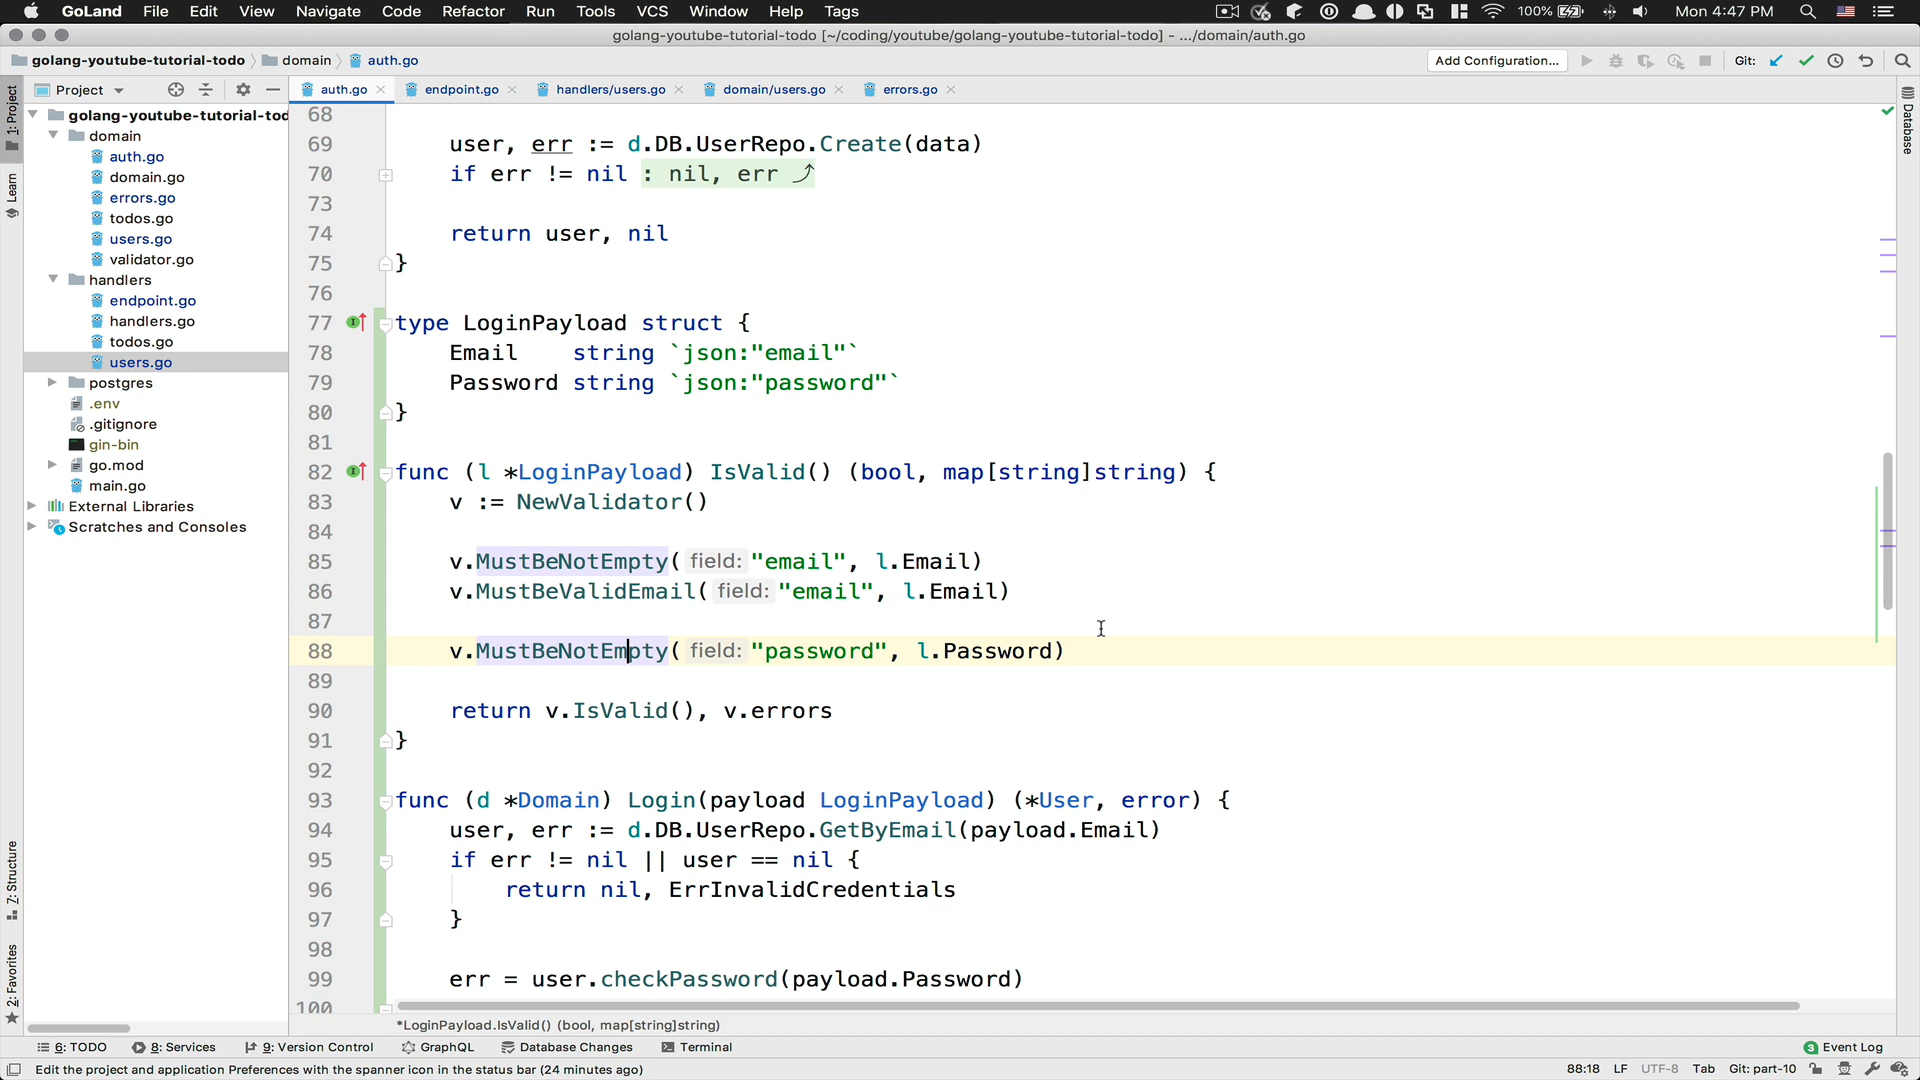 GoLand File Edit View Navigate Code Refactor Run Tools VCS Window Help Tags 100% Mon 4:47 PM
golang-youtube-tutorial-todo [~/coding/youtube/golang-youtube-tutorial-todo] - .../domain/auth.go
golang-youtube-tutorial-todo domain auth.go Add Configuration... Git:
Project auth.go endpoint.go handlers/users.go domain/users.go errors.go
1: Project
Learn
Z: Structure
2: Favorites
Database
golang-youtube-tutorial-tod
domain
auth.go
domain.go
errors.go
todos.go
users.go
validator.go
handlers
endpoint.go
handlers.go
todos.go
users.go
postgres
.env
.gitignore
gin-bin
go.mod
main.go
External Libraries
Scratches and Consoles
68
69 user, err := d.DB.UserRepo.Create(data)
70 if err != nil : nil, err
73
74 return user, nil
75 }
76
77 type LoginPayload struct {
78 Email string `json:"email"`
79 Password string `json:"password"`
80 }
81
82 func (l *LoginPayload) IsValid() (bool, map[string]string) {
83 v := NewValidator()
84
85 v.MustBeNotEmpty( field: "email", l.Email)
86 v.MustBeValidEmail( field: "email", l.Email)
87
88 v.MustBeNotEmpty( field: "password", l.Password)
89
90 return v.IsValid(), v.errors
91 }
92
93 func (d *Domain) Login(payload LoginPayload) (*User, error) {
94 user, err := d.DB.UserRepo.GetByEmail(payload.Email)
95 if err != nil || user == nil {
96 return nil, ErrInvalidCredentials
97 }
98
99 err = user.checkPassword(payload.Password)
100
*LoginPayload.IsValid() (bool, map[string]string)
6: TODO 8: Services 9: Version Control GraphQL Database Changes Terminal 3 Event Log
Edit the project and application Preferences with the spanner icon in the status bar (24 minutes ago) 88:18 LF UTF-8 Tab Git: part-10